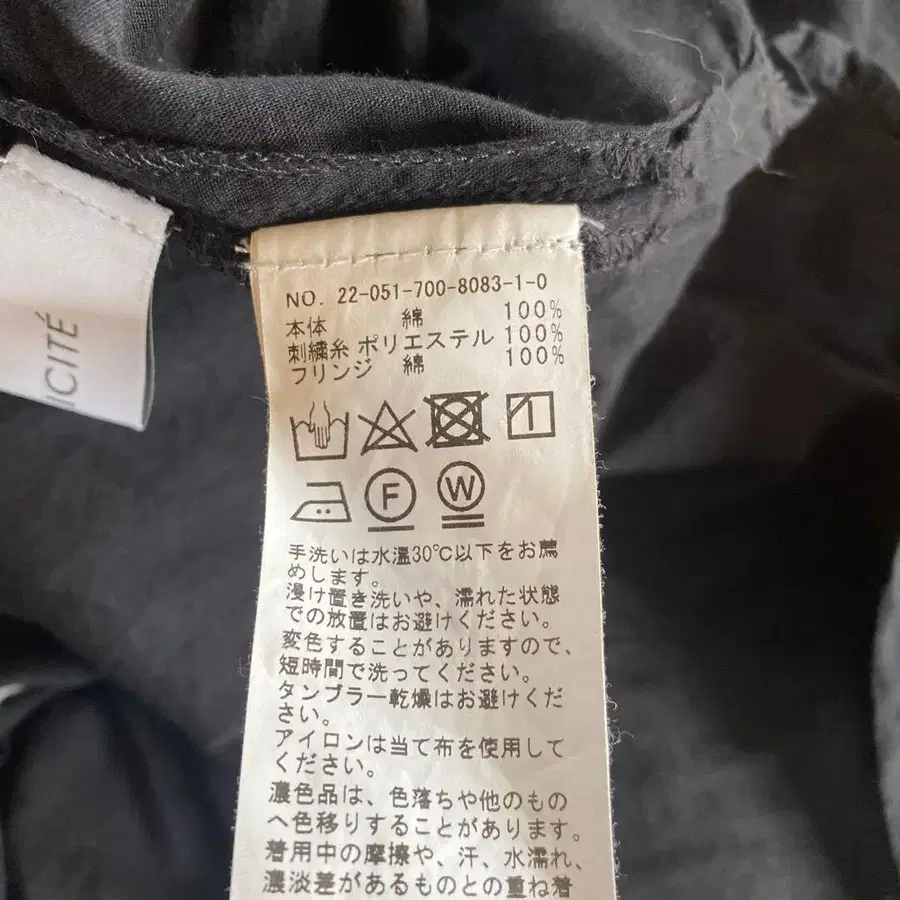 ICITÉ
NO. 22-051-700-8083-1-0
本体 綿 100%
刺繍糸 ポリエステル 100%
フリンジ 綿 100%
F W
手洗いは水温30℃以下をお薦
めします。
浸け置き洗いや、濡れた状態
での放置はお避けください。
変色することがありますので、
短時間で洗ってください。
タンブラー乾燥はお避けくだ
さい。
アイロンは当て布を使用して
ください。
濃色品は、色落ちや他のもの
へ色移りすることがあります。
着用中の摩擦や、汗、水濡れ、
濃淡差があるものとの重ね着